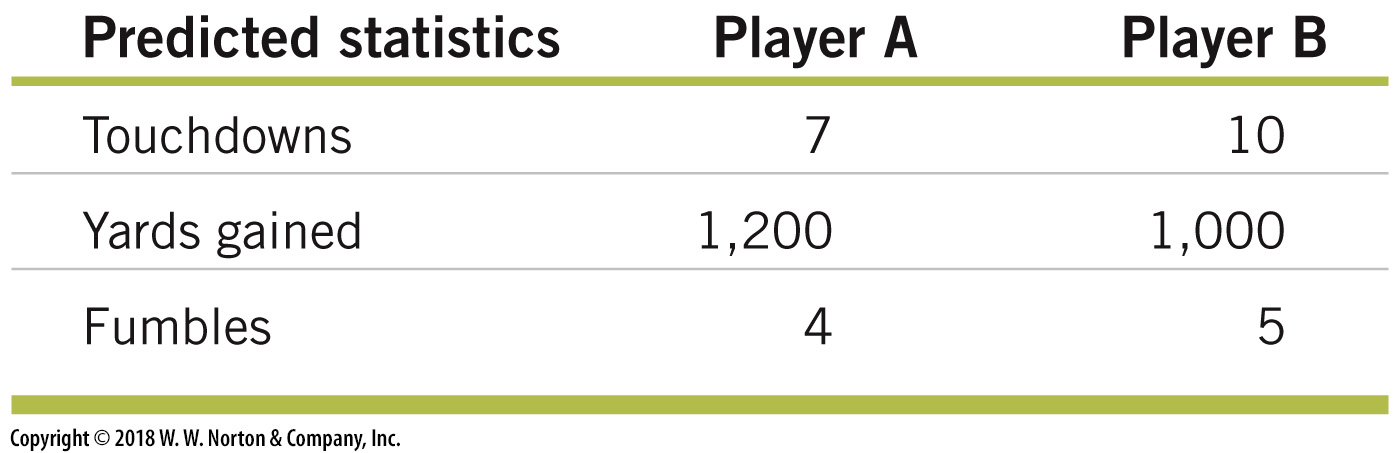 Predicted statistics Player A Player B
Touchdowns 7 10
Yards gained 1,200 1,000
Fumbles 4 5
Copyright © 2018 W. W. Norton & Company, Inc.